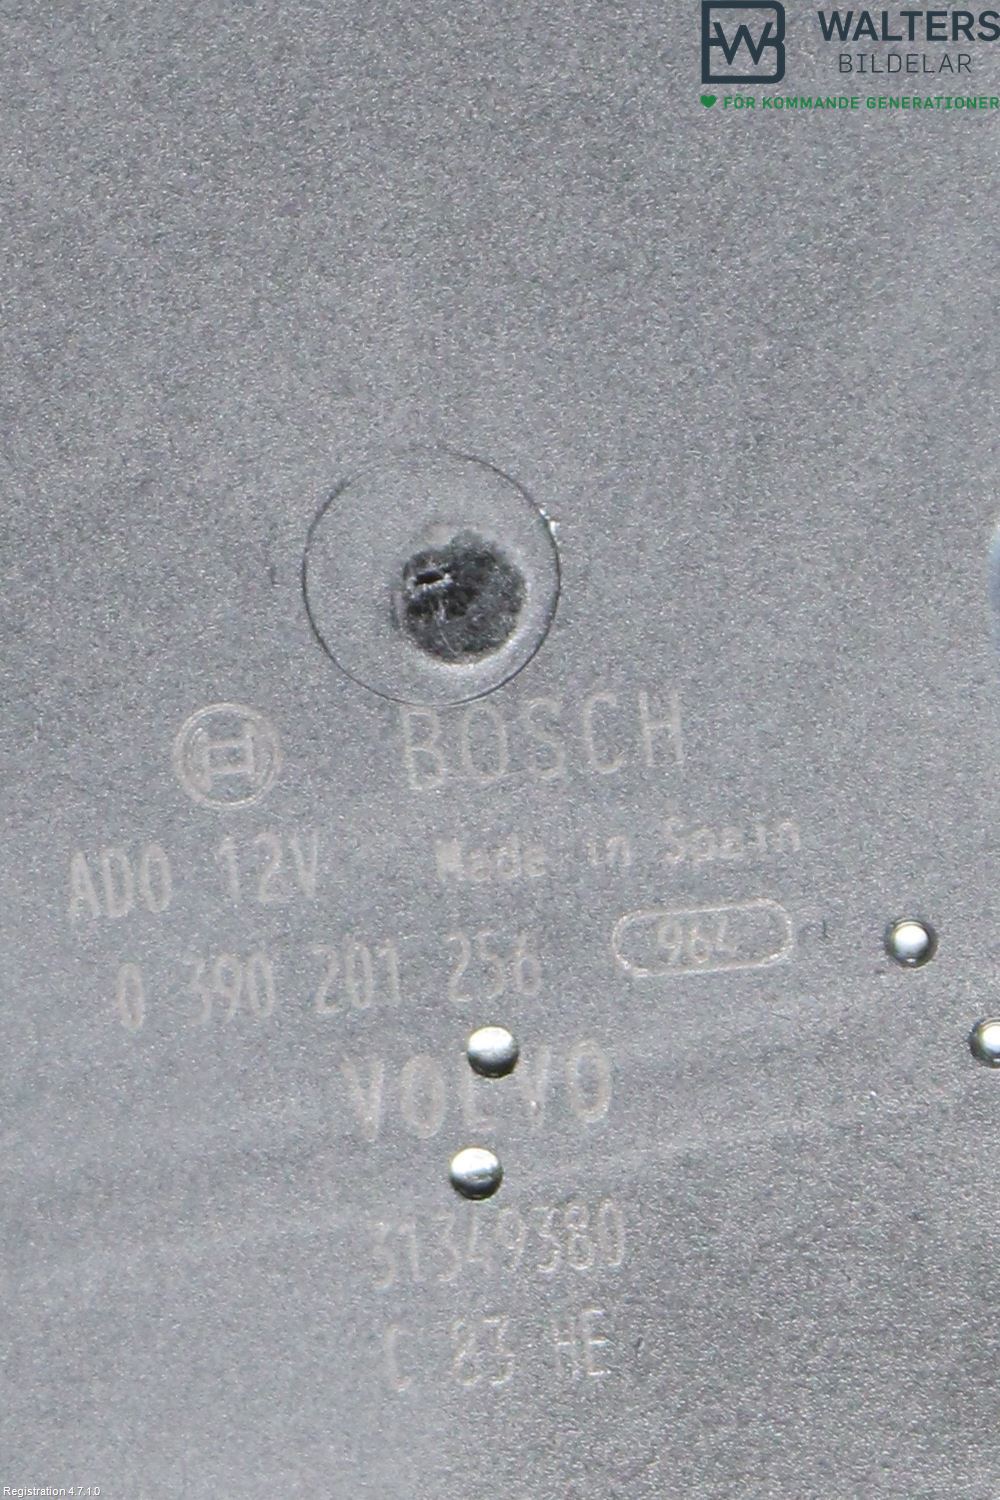 WALTERS
BILDELAR
FÖR KOMMANDE GENERATIONER
BOSCH
AD0 12V Made in Spain
0 390 201 256 964
VOLVO
31349380
C 83 HE
Registration 4.7.1.0